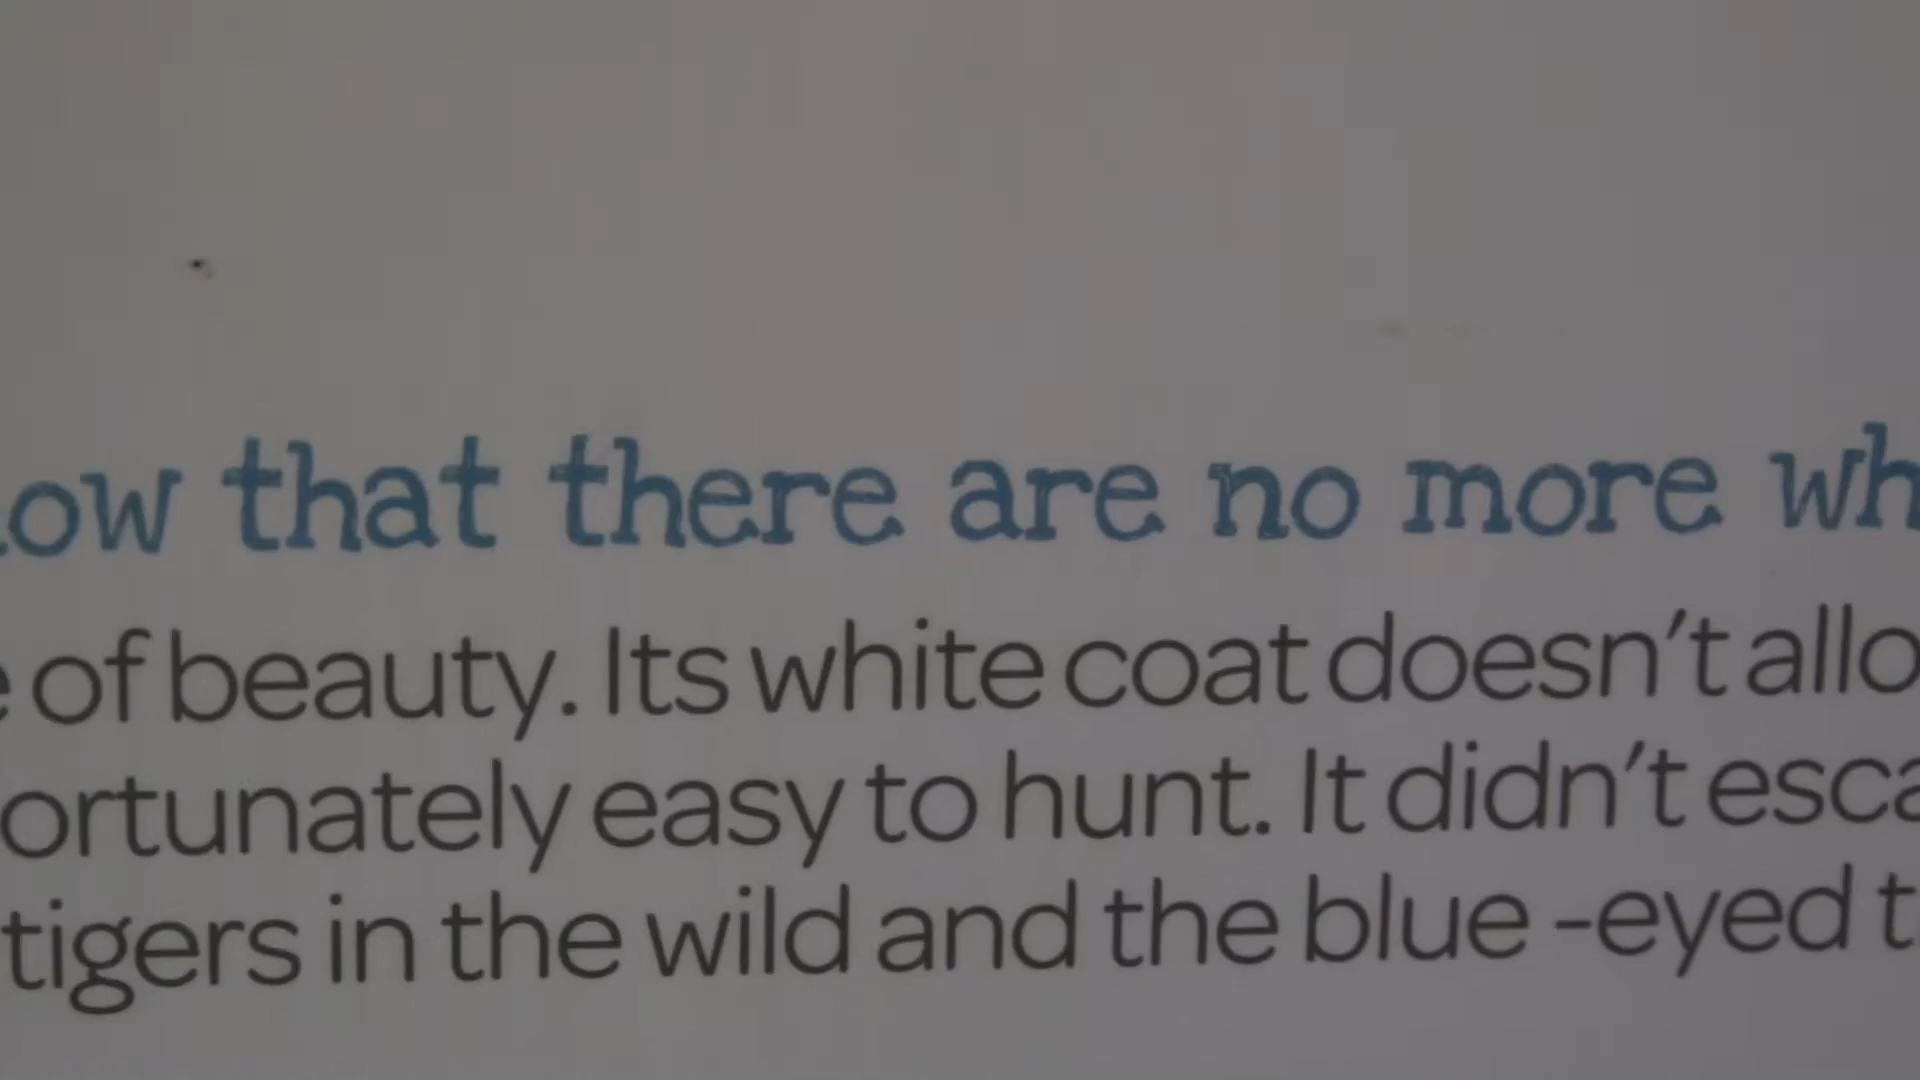 ow that there are no more wh
e of beauty. Its white coat doesn't allo
ortunately easy to hunt. It didn't esca
tigers in the wild and the blue -eyed t